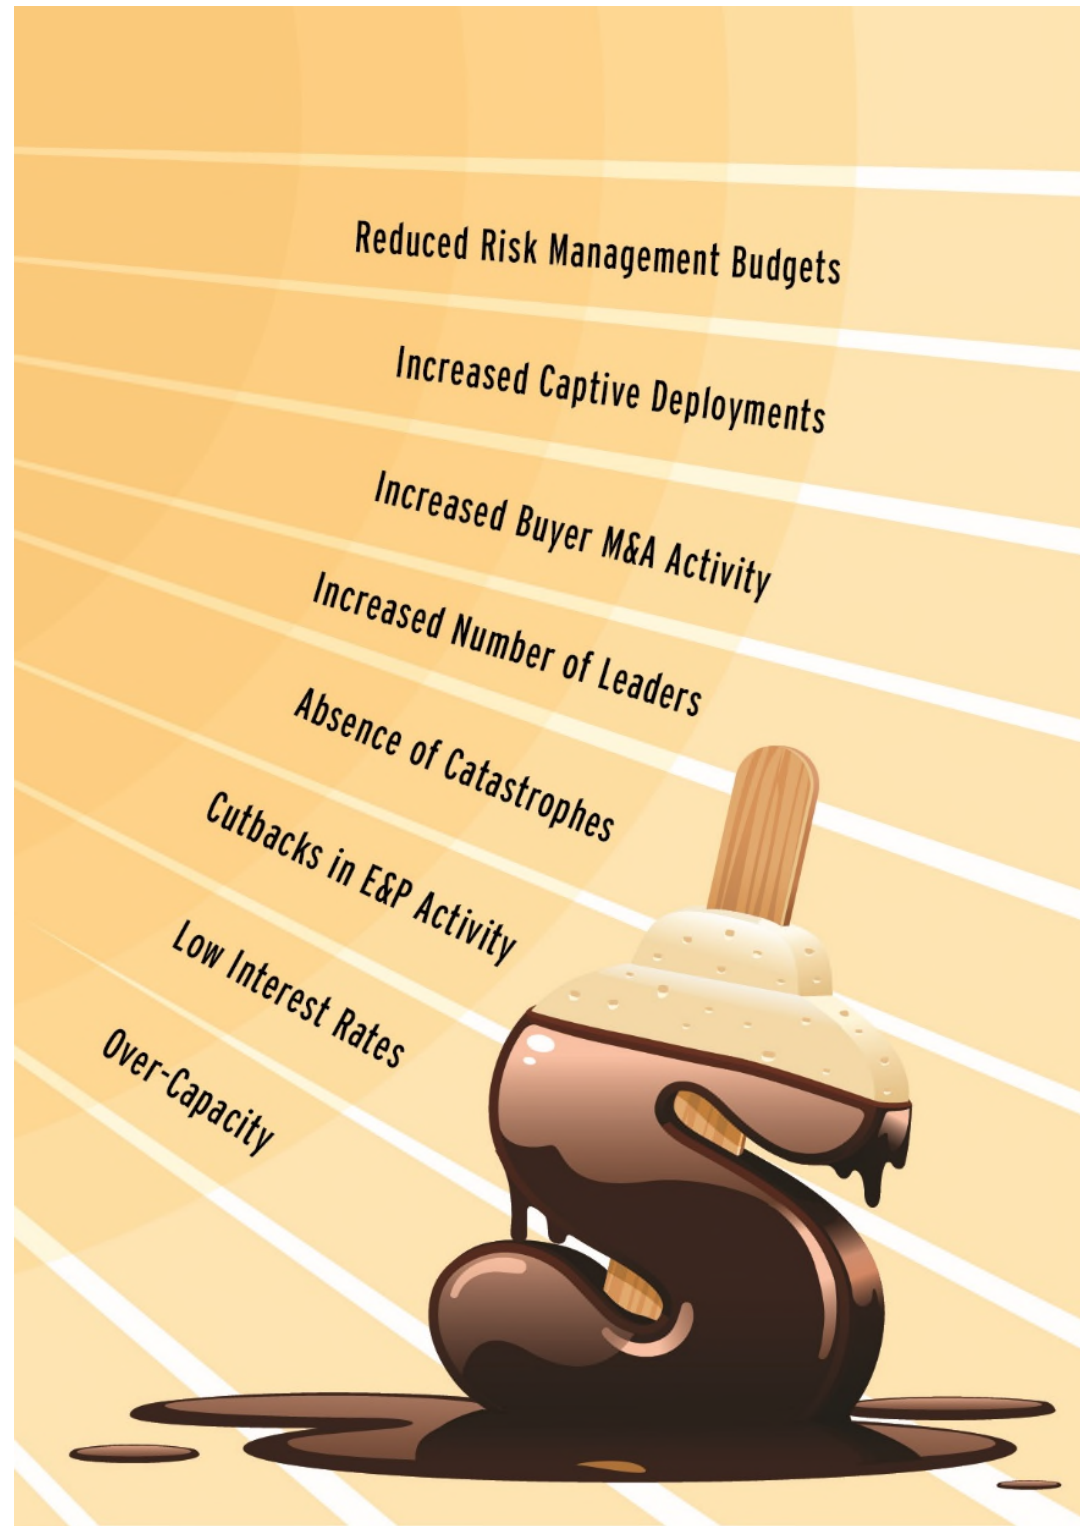 Reduced Risk Management Budgets
Increased Captive Deployments
Increased Buyer M&A Activity
Increased Number of Leaders
Absence of Catastrophes
Cutbacks in E&P Activity
Low Interest Rates
Over-Capacity